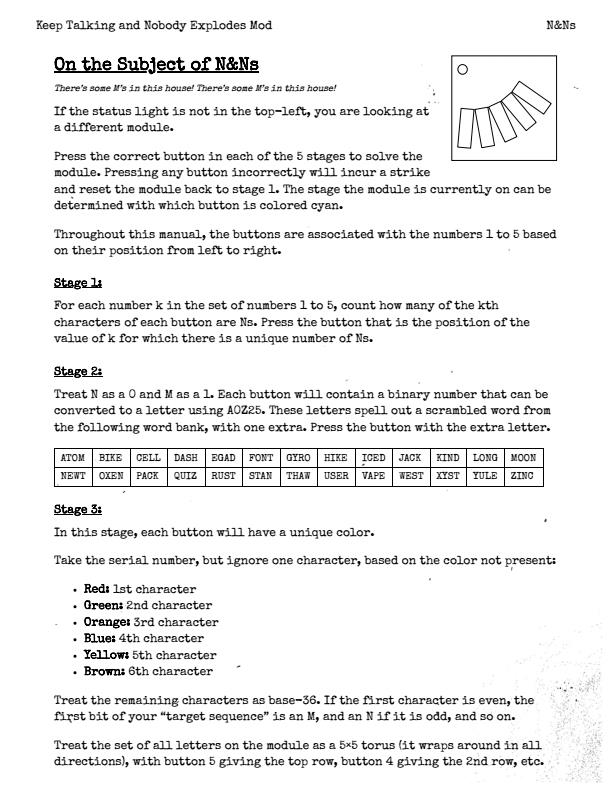 Keep Talking and Nobody Explodes Mod N&Ns
On the Subject of N&Ns
There's some M's in this house! There's some M's in this house!
If the status light is not in the top-left, you are looking at
a different module.
Press the correct button in each of the 5 stages to solve the
module. Pressing any button incorrectly will incur a strike
and reset the module back to stage 1. The stage the module is currently on can be
determined with which button is colored cyan.
Throughout this manual, the buttons are associated with the numbers 1 to 5 based
on their position from left to right.
Stage 1:
For each number k in the set of numbers 1 to 5, count how many of the kth
characters of each button are Ns. Press the button that is the position of the
value of k for which there is a unique number of Ns.
Stage 2:
Treat N as a 0 and M as a 1. Each button will contain a binary number that can be
converted to a letter using A0Z25. These letters spell out a scrambled word from
the following word bank, with one extra. Press the button with the extra letter.
ATOM BIKE CELL DASH EGAD FONT GYRO HIKE ICED JACK KIND LONG MOON
NEWT OXEN PACK QUIZ RUST STAN THAW USER VAPE WEST XYST YULE ZINC
Stage 3:
In this stage, each button will have a unique color.
Take the serial number, but ignore one character, based on the color not present:
• Red: 1st character
• Green: 2nd character
• Orange: 3rd character
• Blue: 4th character
• Yellow: 5th character
• Brown: 6th character
Treat the remaining characters as base-36. If the first character is even, the
first bit of your “target sequence” is an M, and an N if it is odd, and so on.
Treat the set of all letters on the module as a 5×5 torus (it wraps around in all
directions), with button 5 giving the top row, button 4 giving the 2nd row, etc.